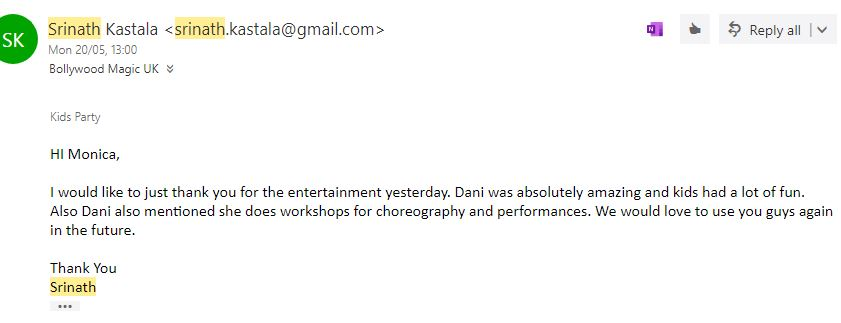 SK
Srinath Kastala <srinath.kastala@gmail.com>
Reply all
Mon 20/05, 13:00
Bollywood Magic UK
Kids Party
HI Monica,
I would like to just thank you for the entertainment yesterday. Dani was absolutely amazing and kids had a lot of fun.
Also Dani also mentioned she does workshops for choreography and performances. We would love to use you guys again
in the future.
Thank You
Srinath